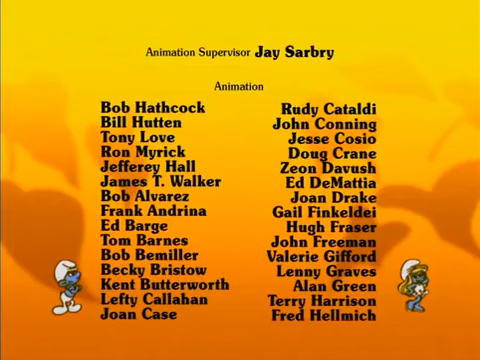 Animation Supervisor Jay Sarbry
Animation
Bob Hathcock
Bill Hutten
Tony Love
Ron Myrick
Jefferey Hall
James T. Walker
Bob Alvarez
Frank Andrina
Ed Barge
Tom Barnes
Bob Bemiller
Becky Bristow
Kent Butterworth
Lefty Callahan
Joan Case
Rudy Cataldi
John Conning
Jesse Cosio
Doug Crane
Zeon Davush
Ed DeMattia
Joan Drake
Gail Finkeldei
Hugh Fraser
John Freeman
Valerie Gifford
Lenny Graves
Alan Green
Terry Harrison
Fred Hellmich